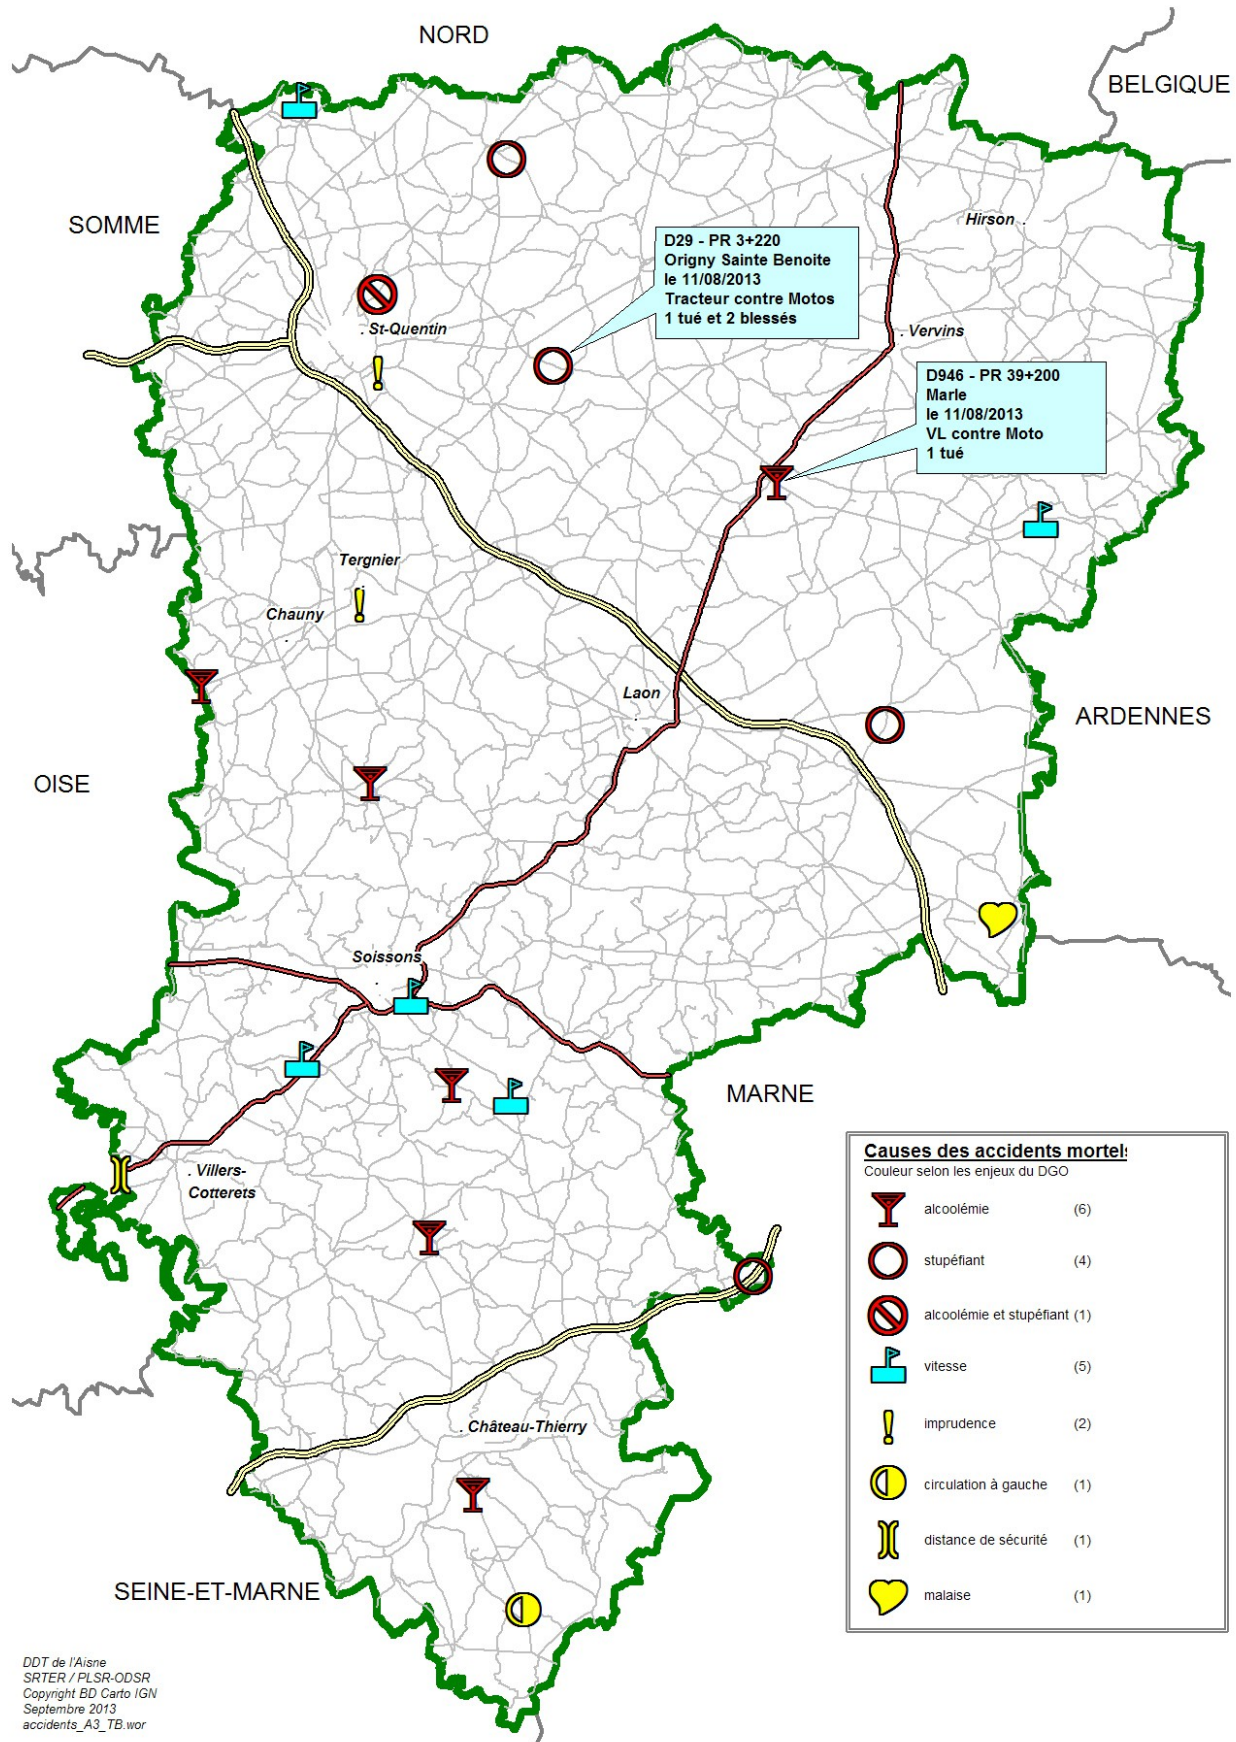 NORD
BELGIQUE
SOMME
Hirson
D29 - PR 3+220
Origny Sainte Benoite
le 11/08/2013
Tracteur contre Motos
1 tué et 2 blessés
St-Quentin
Vervins
D946 - PR 39+200
Marle
le 11/08/2013
VL contre Moto
1 tué
Tergnier
Chauny
Laon
ARDENNES
OISE
Soissons
MARNE
Villers-
Cotterets
Causes des accidents mortels
Couleur selon les enjeux du DGO
alcoolémie (6)
stupéfiant (4)
alcoolémie et stupéfiant (1)
vitesse (5)
imprudence (2)
circulation à gauche (1)
distance de sécurité (1)
malaise (1)
Château-Thierry
SEINE-ET-MARNE
DDT de l'Aisne
SRTER / PLSR-ODSR
Copyright BD Carto IGN
Septembre 2013
accidents_A3_TB.wor